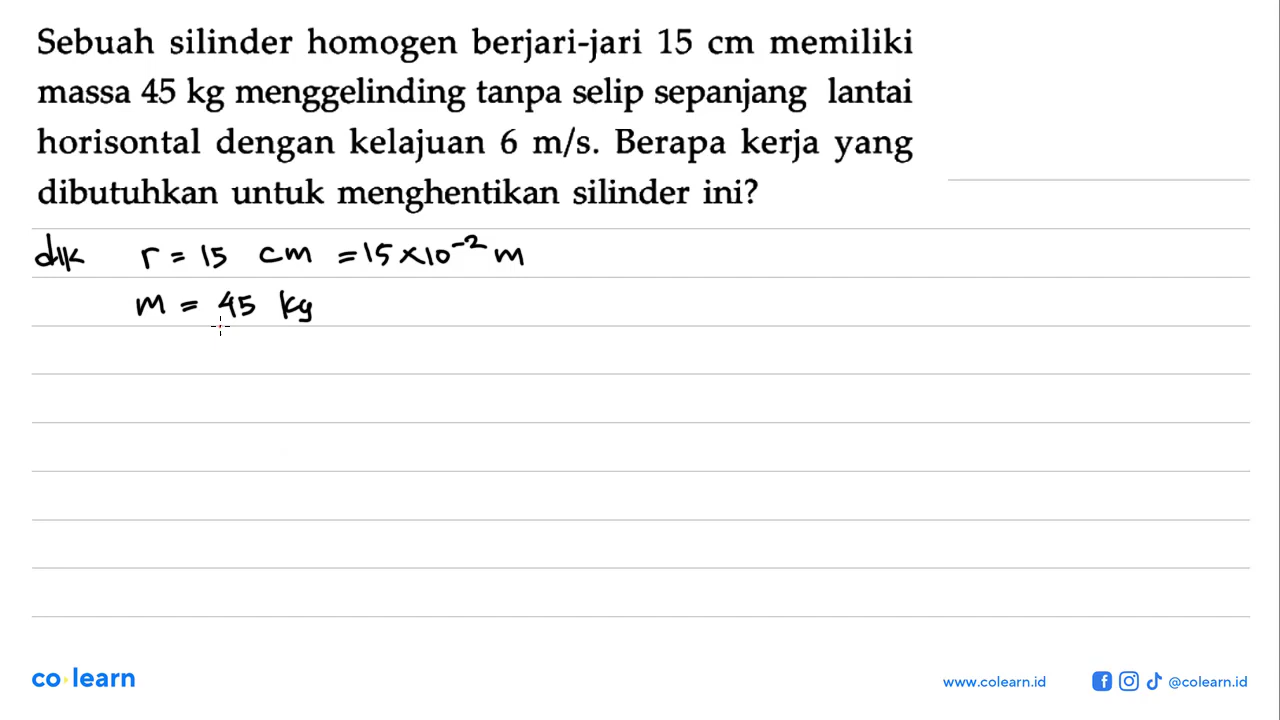 Sebuah silinder homogen berjari-jari 15 cm memiliki
massa 45 kg menggelinding tanpa selip sepanjang lantai
horisontal dengan kelajuan 6 m/s. Berapa kerja yang
dibutuhkan untuk menghentikan silinder ini?
dik r = 15 cm = 15 × 10⁻² m
m = 45 kg
co learn
www.colearn.id @colearn.id